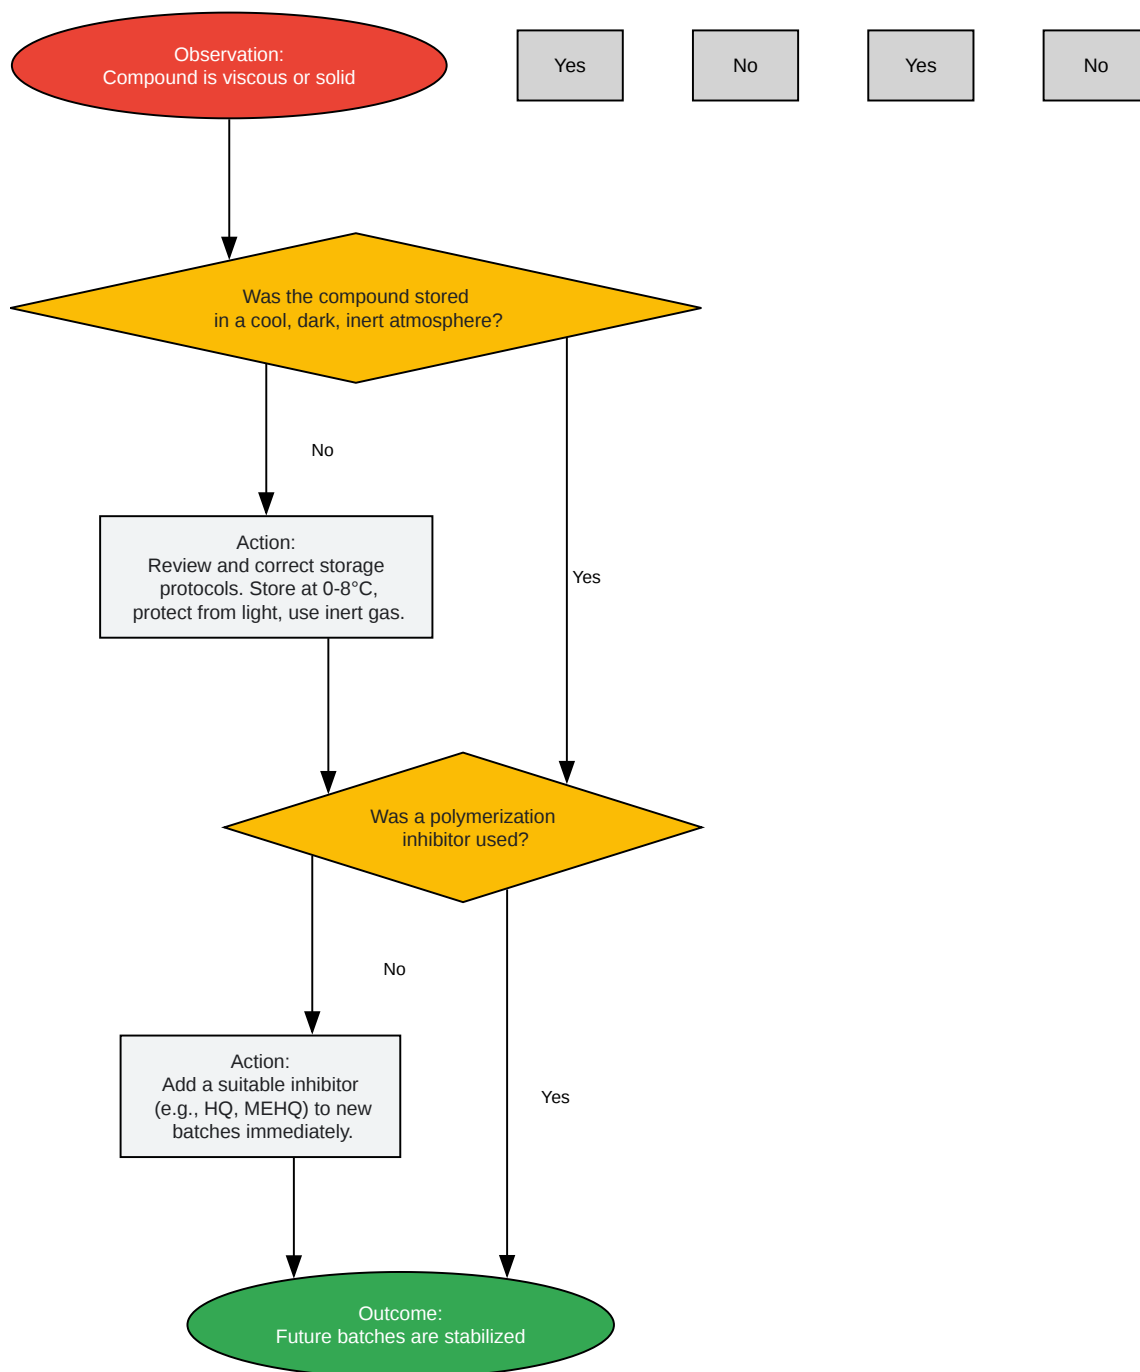 Observation:
Compound is viscous or solid
Yes
No
Yes
No
Was the compound stored
in a cool, dark, inert atmosphere?
No
Action:
Review and correct storage
protocols. Store at 0-8°C,
protect from light, use inert gas.
Yes
Was a polymerization
inhibitor used?
No
Action:
Add a suitable inhibitor
(e.g., HQ, MEHQ) to new
batches immediately.
Yes
Outcome:
Future batches are stabilized